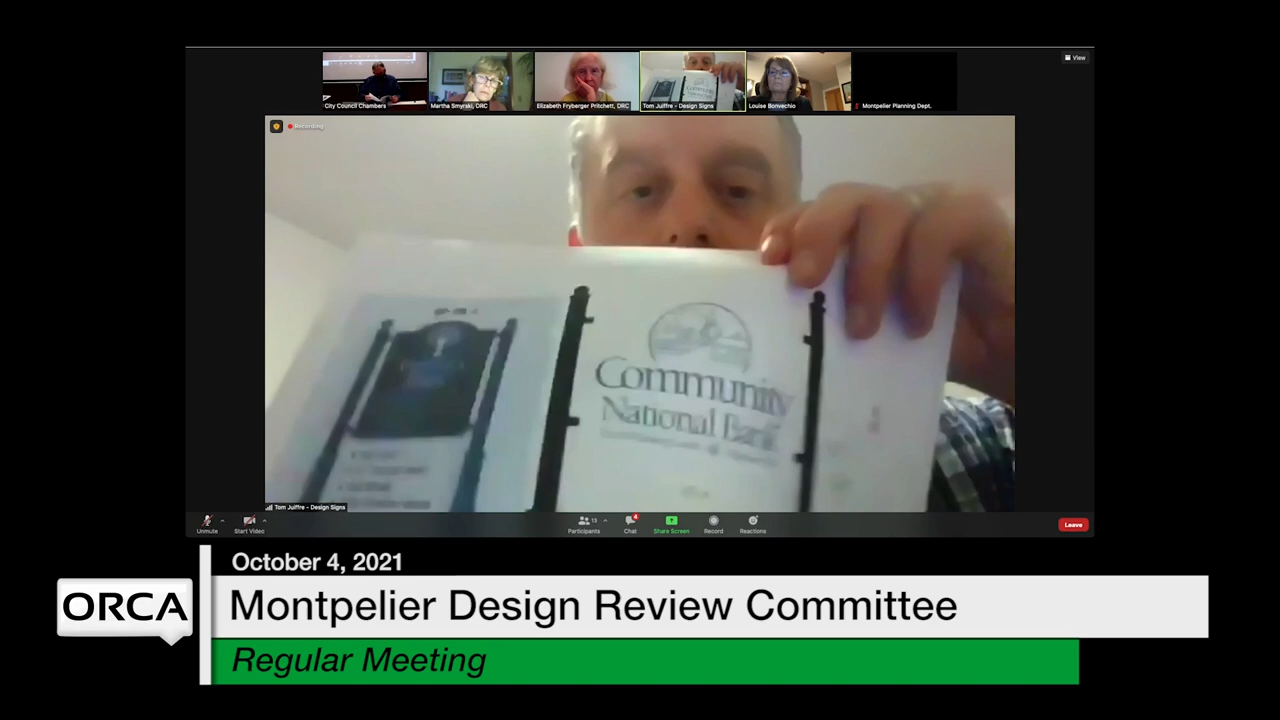 View
City Council Chambers
Martha Smyrski, DRC
Elizabeth Fryberger Pritchett, DRC
Tom Juiffre - Design Signs
Louise Bonvechio
Montpelier Planning Dept.
Recording
Community
National Bank
Tom Juiffre - Design Signs
Unmute
Start Video
Participants
13
Chat
4
Share Screen
Record
Reactions
Leave
October 4, 2021
ORCA
Montpelier Design Review Committee
Regular Meeting